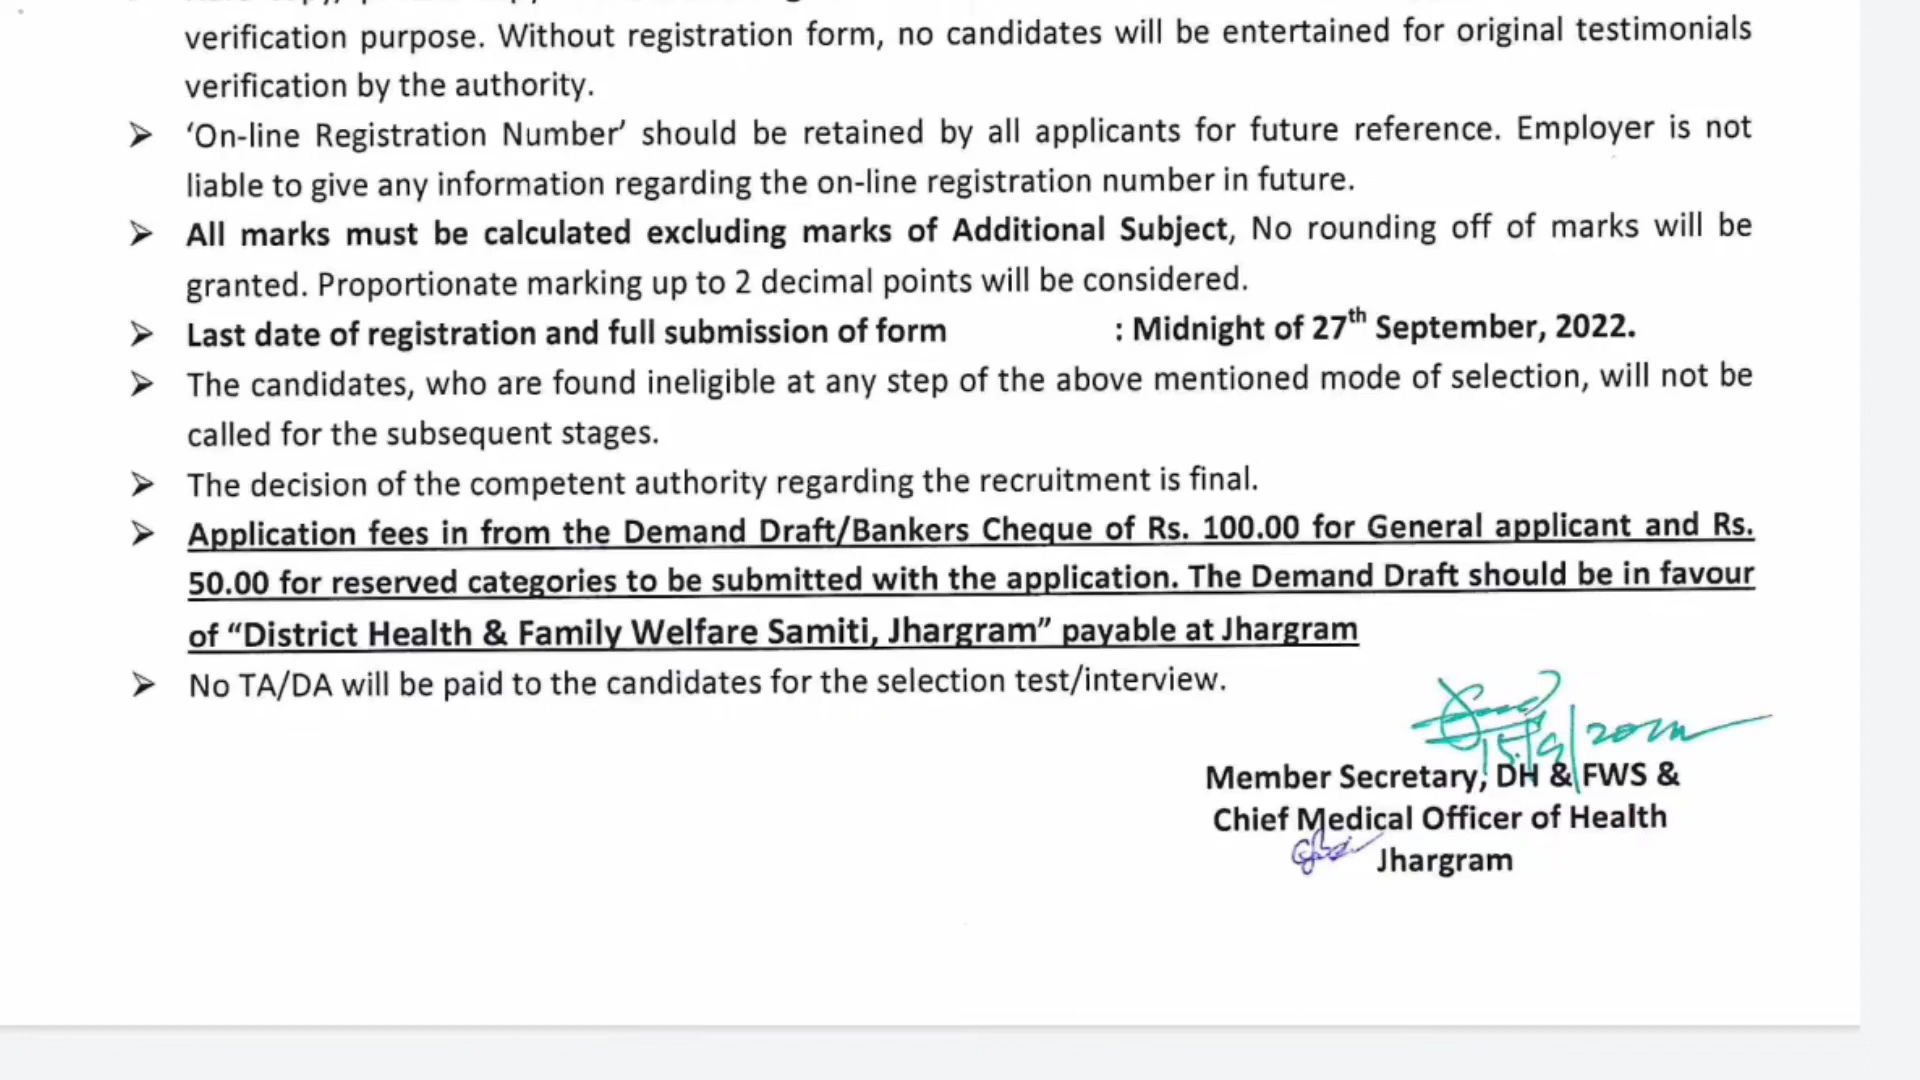 verification purpose. Without registration form, no candidates will be entertained for original testimonials
verification by the authority.
➢ ‘On-line Registration Number’ should be retained by all applicants for future reference. Employer is not
liable to give any information regarding the on-line registration number in future.
➢ All marks must be calculated excluding marks of Additional Subject, No rounding off of marks will be
granted. Proportionate marking up to 2 decimal points will be considered.
➢ Last date of registration and full submission of form : Midnight of 27th September, 2022.
➢ The candidates, who are found ineligible at any step of the above mentioned mode of selection, will not be
called for the subsequent stages.
➢ The decision of the competent authority regarding the recruitment is final.
➢ Application fees in from the Demand Draft/Bankers Cheque of Rs. 100.00 for General applicant and Rs.
50.00 for reserved categories to be submitted with the application. The Demand Draft should be in favour
of “District Health & Family Welfare Samiti, Jhargram” payable at Jhargram
➢ No TA/DA will be paid to the candidates for the selection test/interview.
Member Secretary, DH & FWS &
Chief Medical Officer of Health
Jhargram